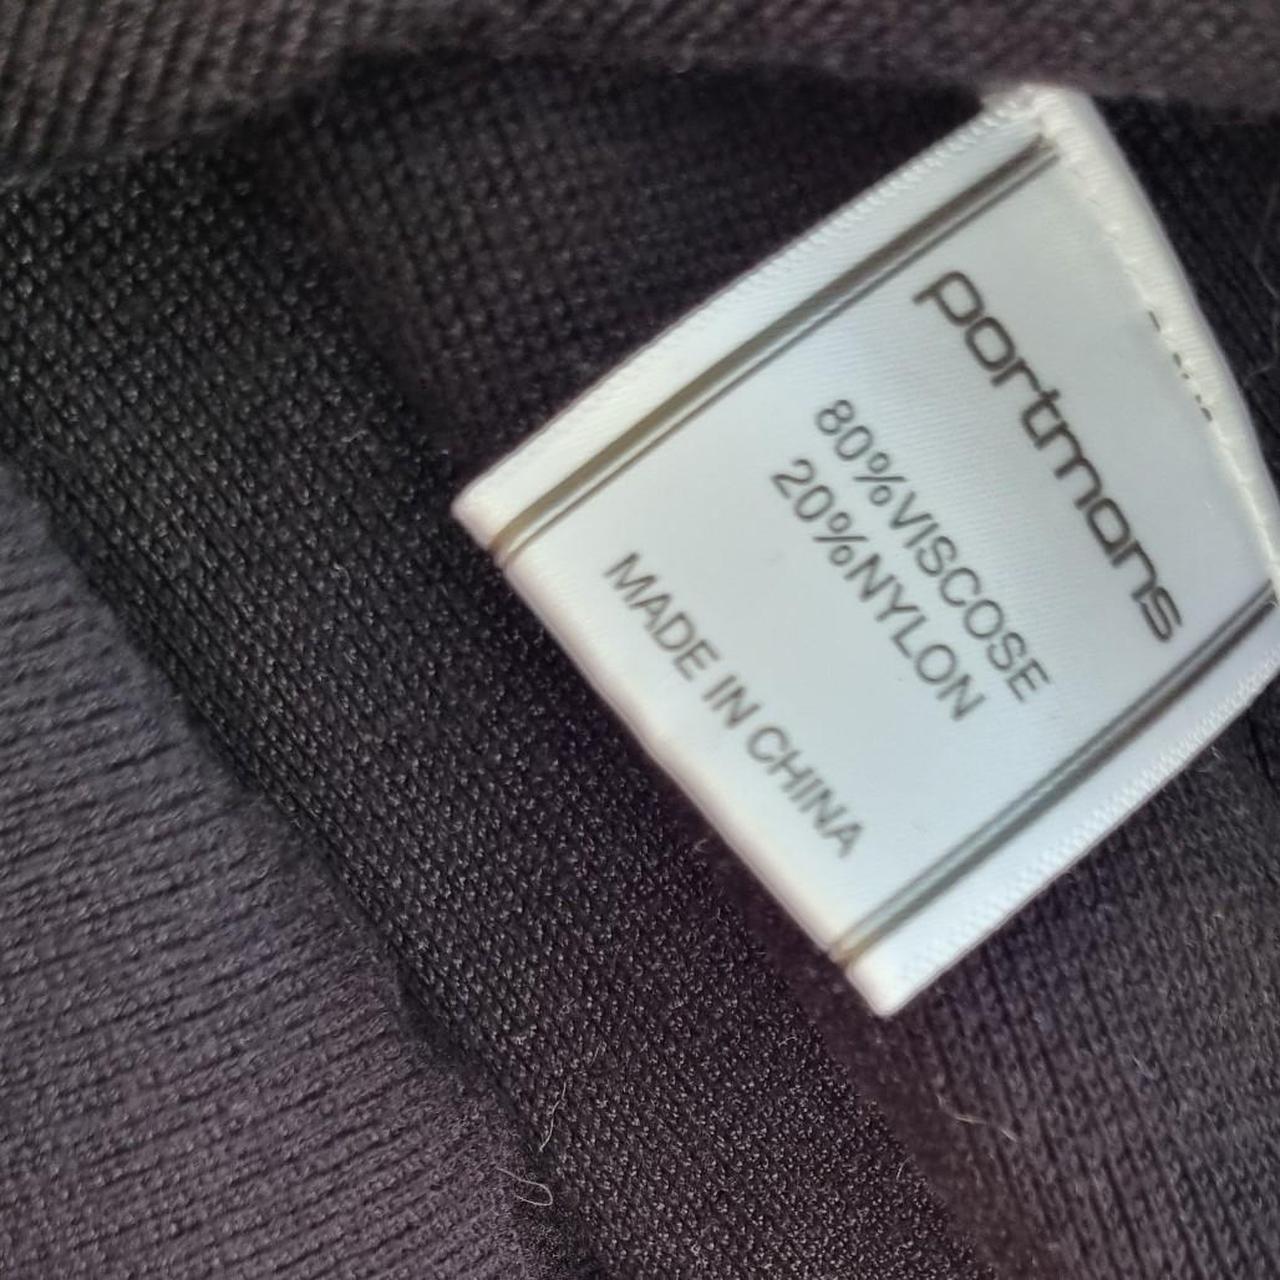 portmans
80%VISCOSE
20%NYLON
MADE IN CHINA